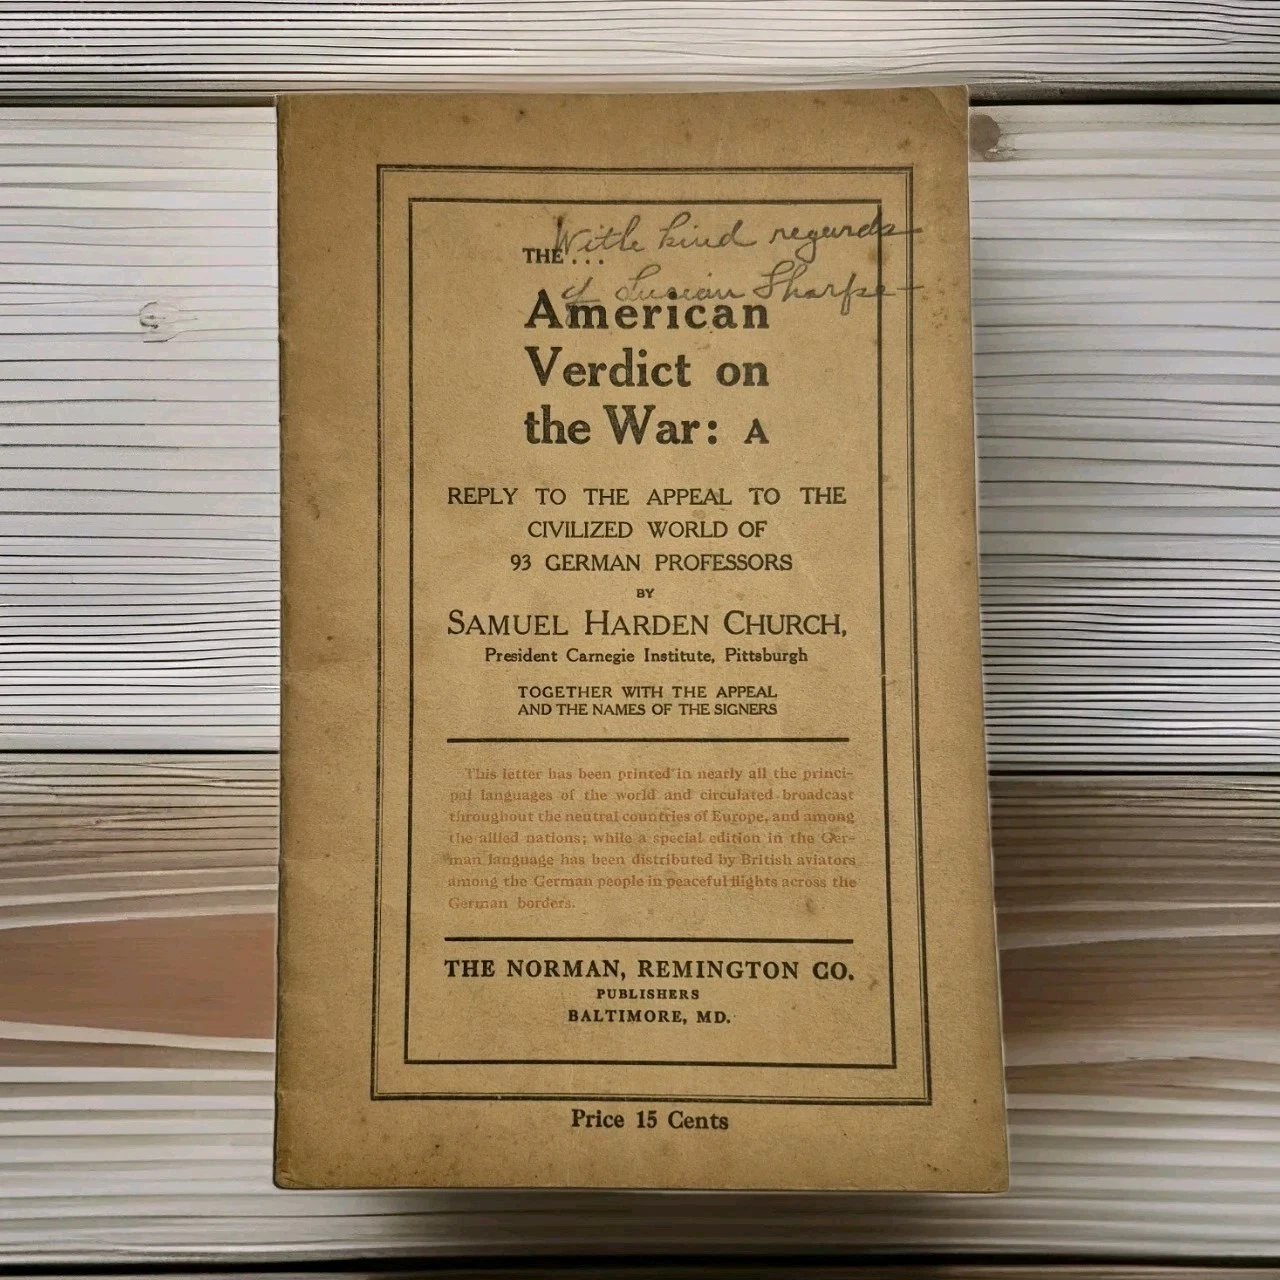 With kind regards
of Lucian Sharpe
THE...
American
Verdict on
the War: A
REPLY TO THE APPEAL TO THE
CIVILIZED WORLD OF
93 GERMAN PROFESSORS
BY
SAMUEL HARDEN CHURCH,
President Carnegie Institute, Pittsburgh
TOGETHER WITH THE APPEAL
AND THE NAMES OF THE SIGNERS
This letter has been printed in nearly all the princi-
pal languages of the world and circulated broadcast
throughout the neutral countries of Europe, and among
the allied nations; while a special edition in the Ger-
man language has been distributed by British aviators
among the German people in peaceful flights across the
German borders.
THE NORMAN, REMINGTON CO.
PUBLISHERS
BALTIMORE, MD.
Price 15 Cents